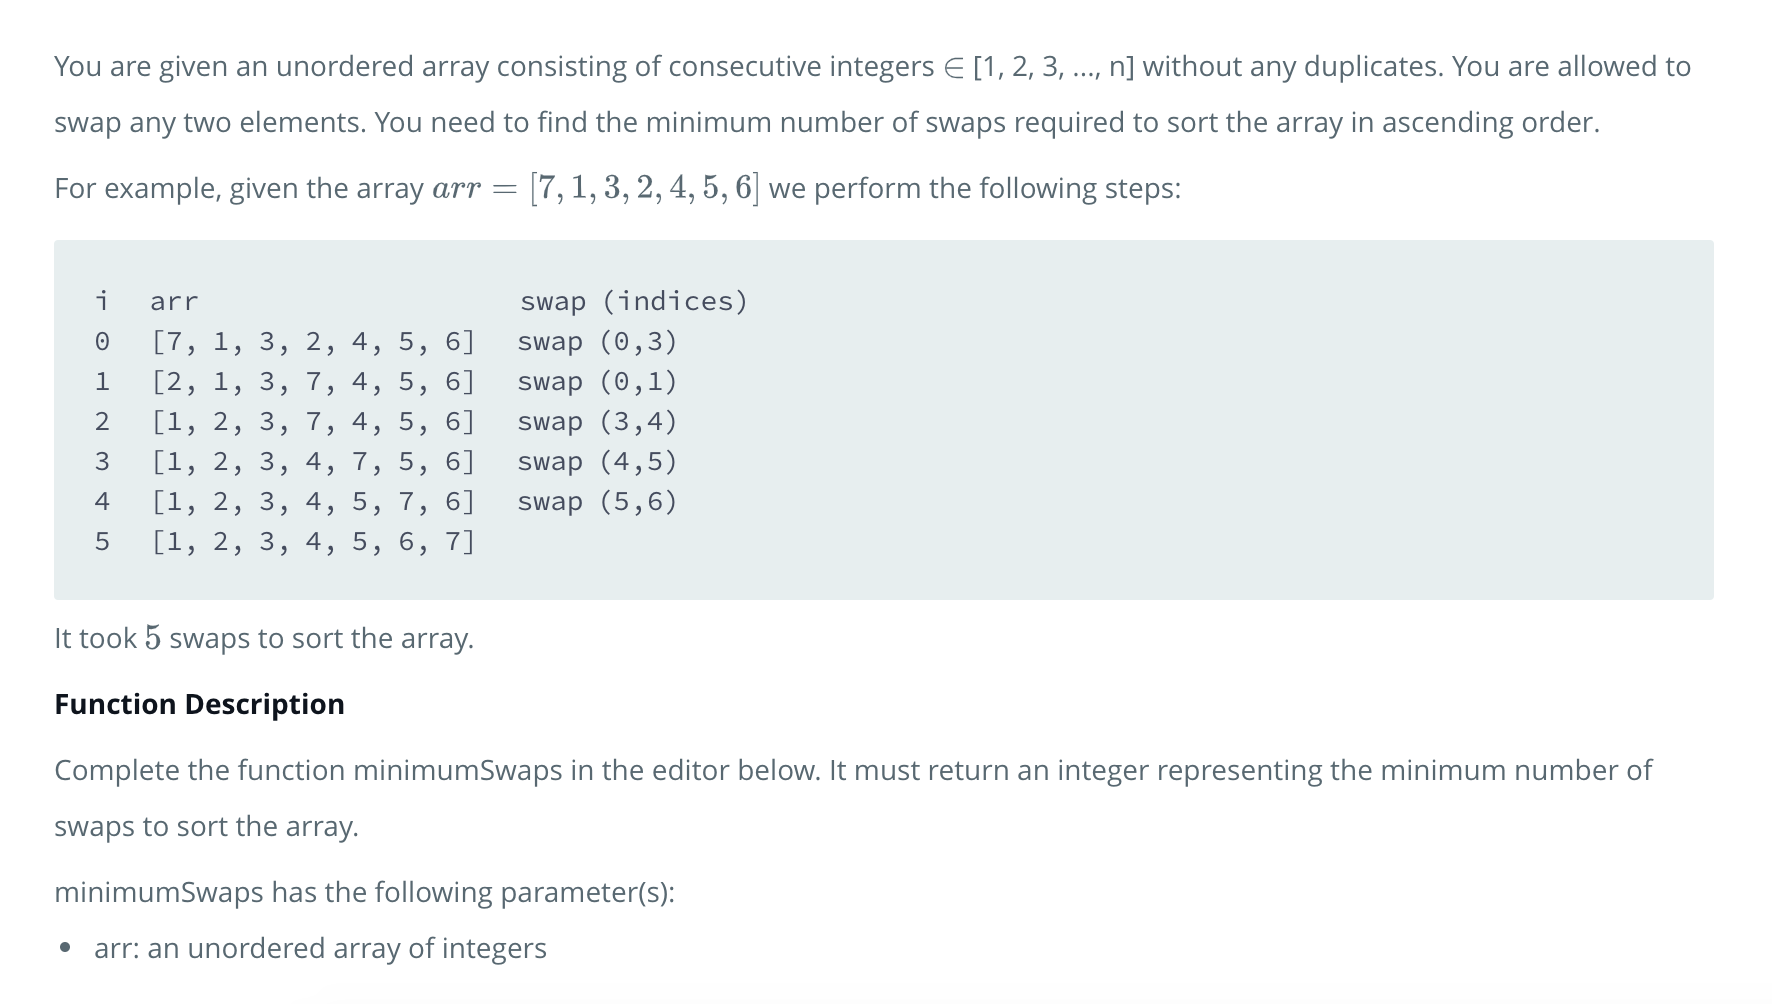 You are given an unordered array consisting of consecutive integers ∈ [1, 2, 3, ..., n] without any duplicates. You are allowed to
swap any two elements. You need to find the minimum number of swaps required to sort the array in ascending order.
For example, given the array arr = [7, 1, 3, 2, 4, 5, 6] we perform the following steps:
i   arr                     swap (indices)
0   [7, 1, 3, 2, 4, 5, 6]   swap (0,3)
1   [2, 1, 3, 7, 4, 5, 6]   swap (0,1)
2   [1, 2, 3, 7, 4, 5, 6]   swap (3,4)
3   [1, 2, 3, 4, 7, 5, 6]   swap (4,5)
4   [1, 2, 3, 4, 5, 7, 6]   swap (5,6)
5   [1, 2, 3, 4, 5, 6, 7]
It took 5 swaps to sort the array.
Function Description
Complete the function minimumSwaps in the editor below. It must return an integer representing the minimum number of
swaps to sort the array.
minimumSwaps has the following parameter(s):
• arr: an unordered array of integers